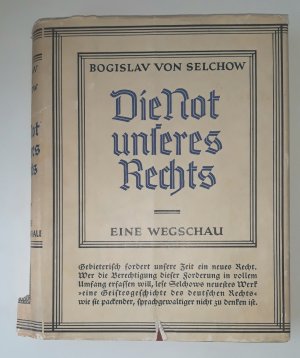 BOGISLAV VON SELCHOW
Die Not
unseres
Rechts
EINE WEGSCHAU
Gebieterisch fordert unsere Zeit ein neues Recht.
Wer die Berechtigung dieser Forderung in vollem
Umfang erfassen will, lese Selchows neuestes Werk
»eine Geistesgeschichte des deutschen Rechts«
wie sie packender, sprachgewaltiger nicht zu denken ist.